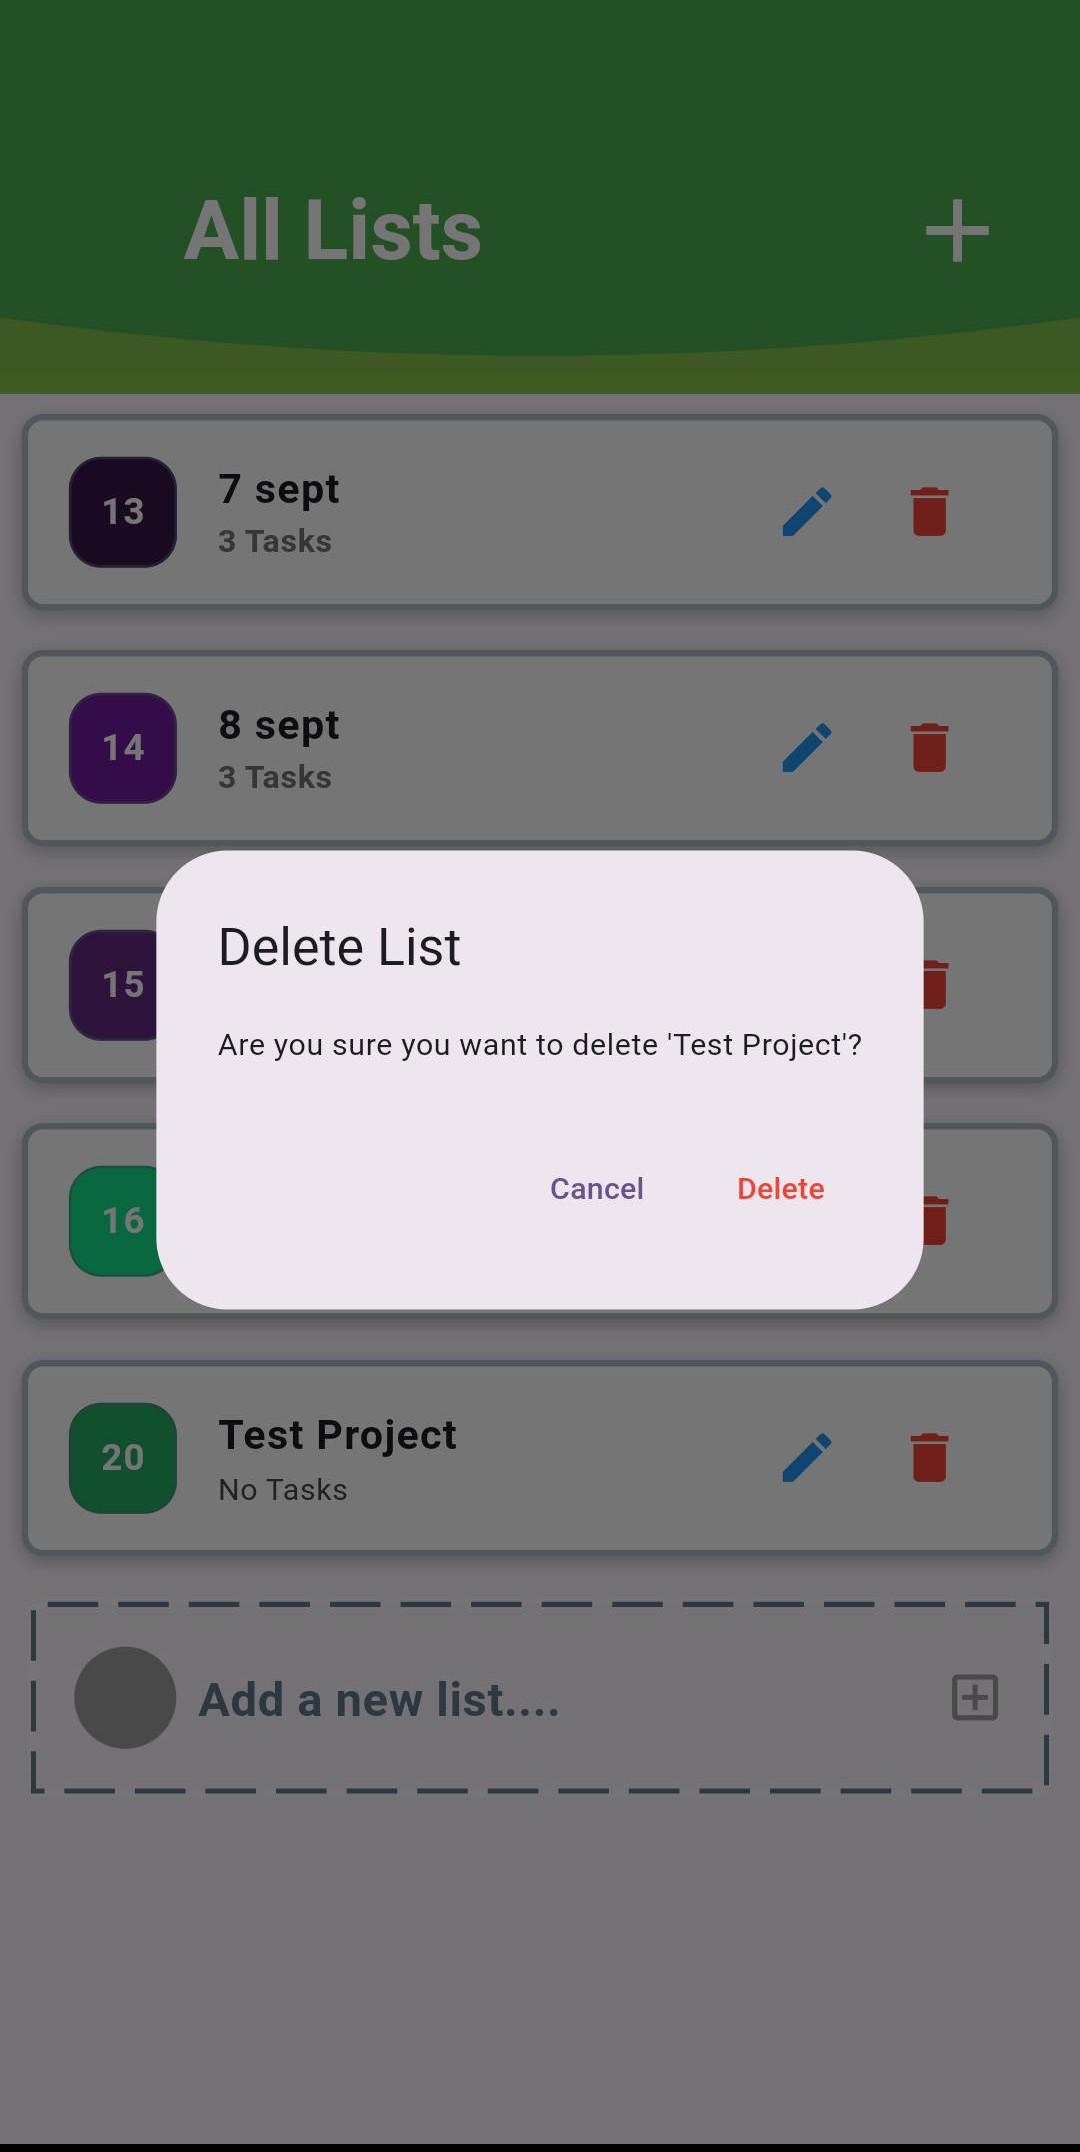 All Lists
13
7 sept
3 Tasks
14
8 sept
3 Tasks
15
Delete List
Are you sure you want to delete 'Test Project'?
Cancel
Delete
16
20
Test Project
No Tasks
Add a new list....